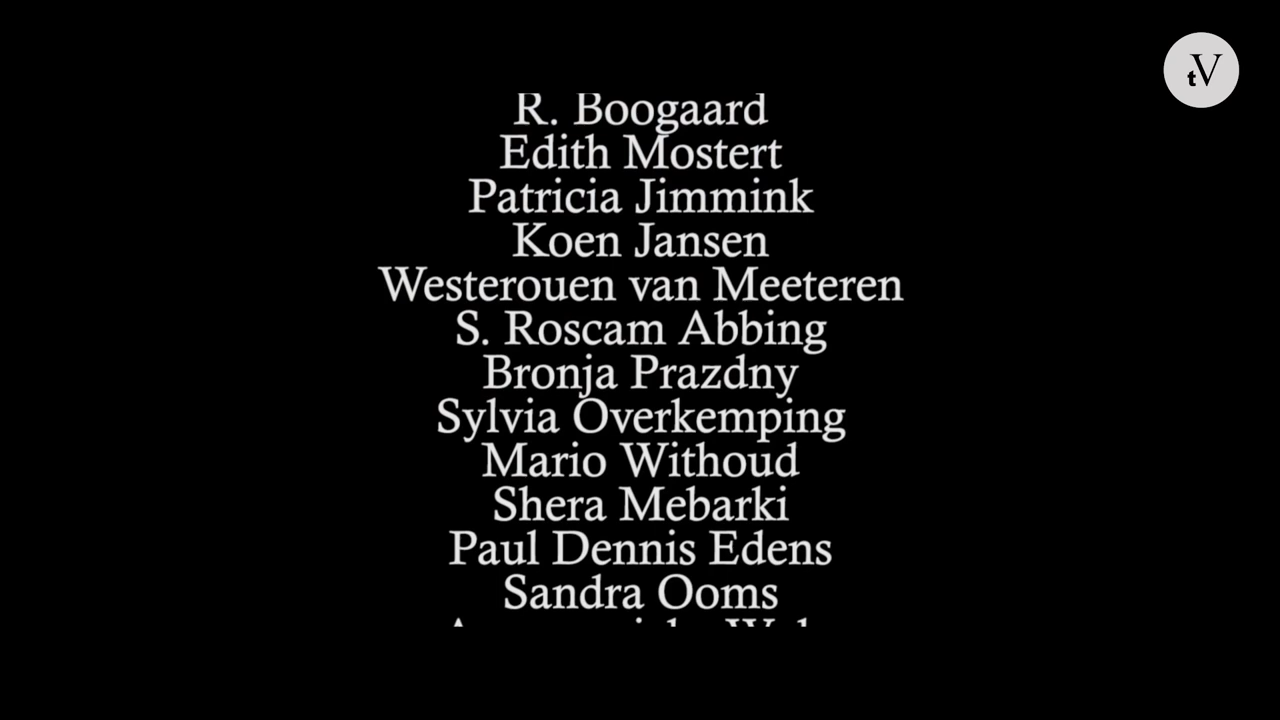 tV
R. Boogaard
Edith Mostert
Patricia Jimmink
Koen Jansen
Westerouen van Meeteren
S. Roscam Abbing
Bronja Prazdny
Sylvia Overkemping
Mario Withoud
Shera Mebarki
Paul Dennis Edens
Sandra Ooms